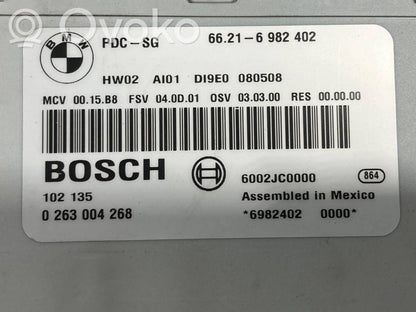 OVOKO
BMW PDC-SG 66.21-6 982 402
HW02 AI01 DI9E0 080508
MCV 00.15.B8 FSV 04.0D.01 OSV 03.03.00 RES 00.00.00
BOSCH 6002JC0000 864
102 135 Assembled in Mexico
0 263 004 268 *6982402 0000*